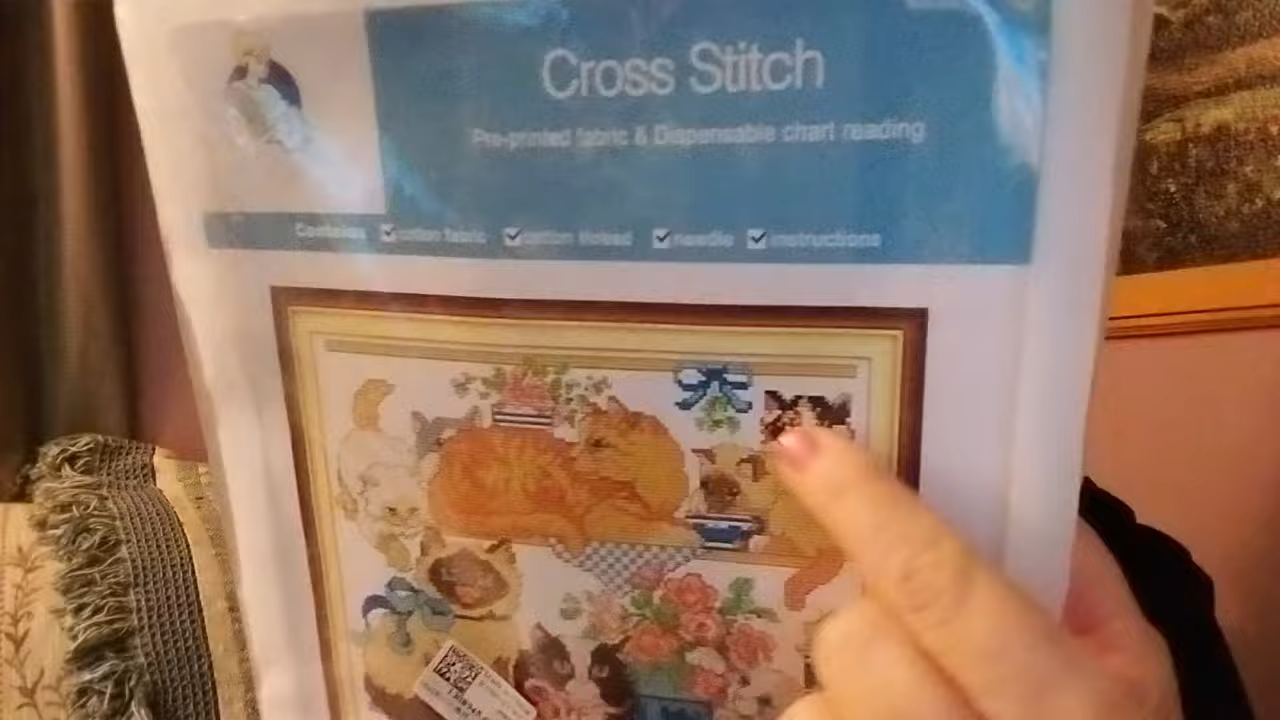 Cross Stitch
Pre-printed fabric & Dispensable chart reading
Contains cotton fabric cotton thread needle instructions